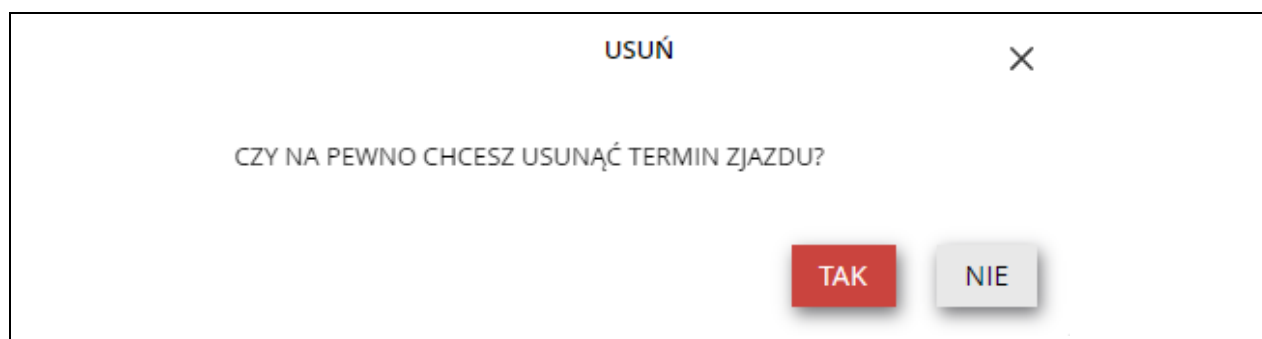 USUŃ
CZY NA PEWNO CHCESZ USUNĄĆ TERMIN ZJAZDU?
TAK NIE